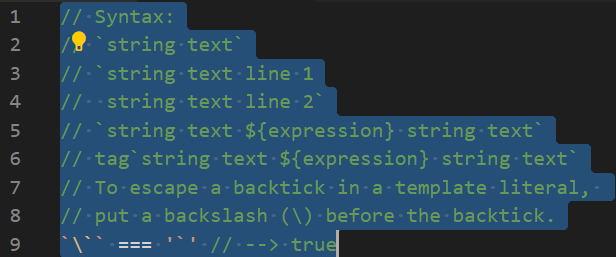 1 // Syntax:
2 // `string text`
3 // `string text line 1
4 //  string text line 2`
5 // `string text ${expression} string text`
6 // tag`string text ${expression} string text`
7 // To escape a backtick in a template literal,
8 // put a backslash (\) before the backtick.
9 `\`` === '`' // --> true